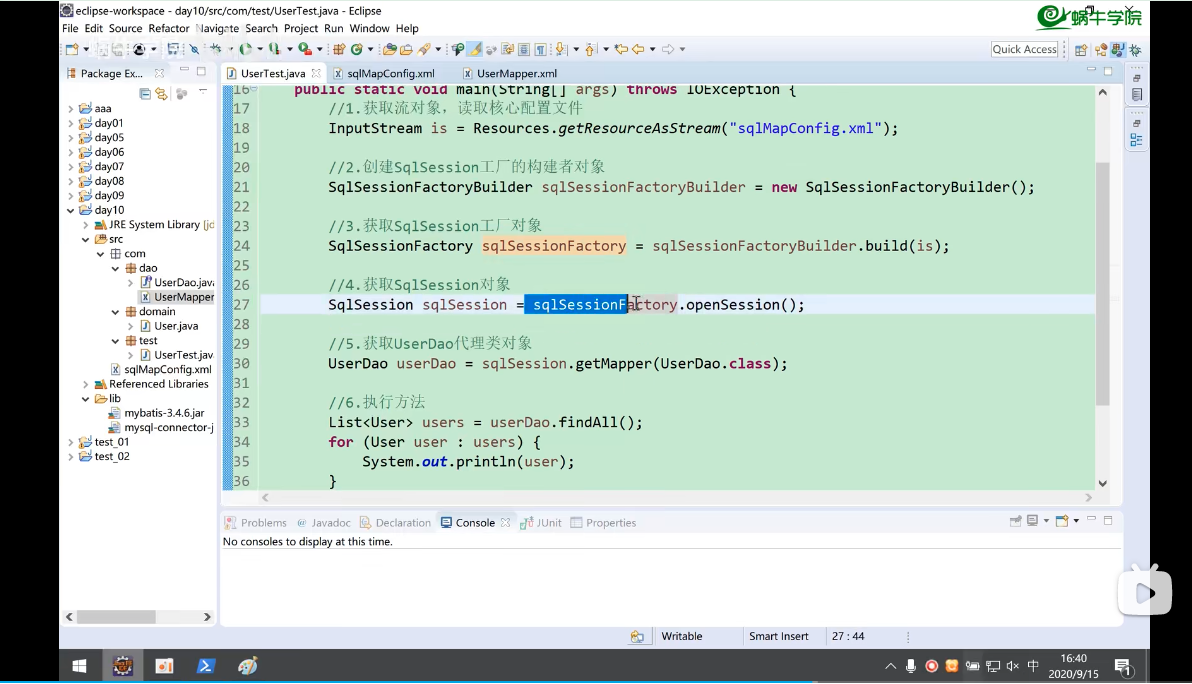 eclipse-workspace - day10/src/com/test/UserTest.java - Eclipse
蜗牛学院
File Edit Source Refactor Navigate Search Project Run Window Help
Quick Access
Package Ex...
UserTest.java
sqlMapConfig.xml
UserMapper.xml
aaa
day01
day05
day06
day07
day08
day09
day10
JRE System Library [jd
src
com
dao
UserDao.java
UserMapper
domain
User.java
test
UserTest.java
sqlMapConfig.xml
Referenced Libraries
lib
mybatis-3.4.6.jar
mysql-connector-j
test_01
test_02
16 public static void main(String[] args) throws IOException {
17 //1.获取流对象，读取核心配置文件
18 InputStream is = Resources.getResourceAsStream("sqlMapConfig.xml");
19
20 //2.创建SqlSession工厂的构建者对象
21 SqlSessionFactoryBuilder sqlSessionFactoryBuilder = new SqlSessionFactoryBuilder();
22
23 //3.获取SqlSession工厂对象
24 SqlSessionFactory sqlSessionFactory = sqlSessionFactoryBuilder.build(is);
25
26 //4.获取SqlSession对象
27 SqlSession sqlSession = sqlSessionFactory.openSession();
28
29 //5.获取UserDao代理类对象
30 UserDao userDao = sqlSession.getMapper(UserDao.class);
31
32 //6.执行方法
33 List<User> users = userDao.findAll();
34 for (User user : users) {
35 System.out.println(user);
36 }
Problems @ Javadoc Declaration Console JUnit Properties
No consoles to display at this time.
Writable Smart Insert 27 : 44
中
16:40
2020/9/15
1